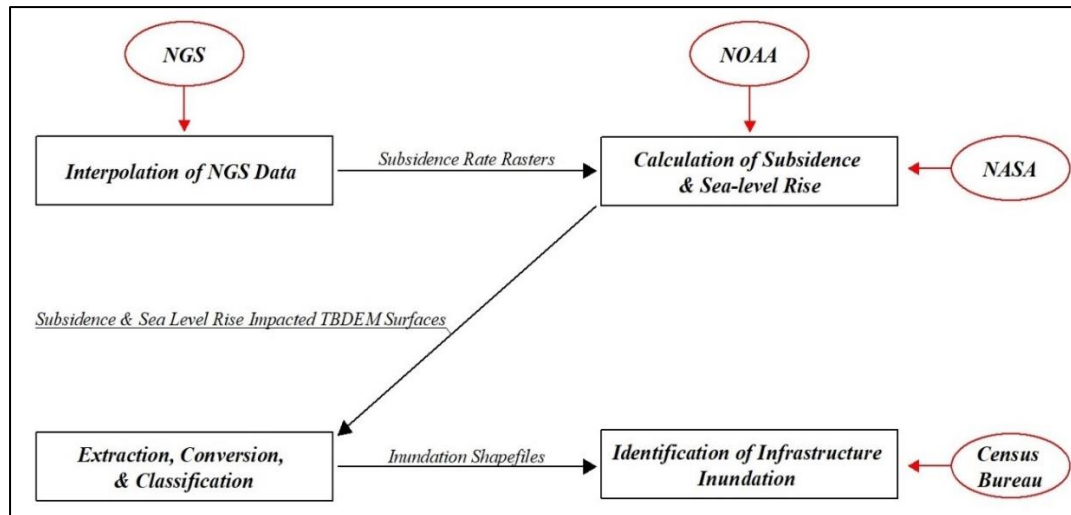 NGS
NOAA
Interpolation of NGS Data
Subsidence Rate Rasters
Calculation of Subsidence
& Sea-level Rise
NASA
Subsidence & Sea Level Rise Impacted TBDEM Surfaces
Extraction, Conversion,
& Classification
Inundation Shapefiles
Identification of Infrastructure
Inundation
Census
Bureau